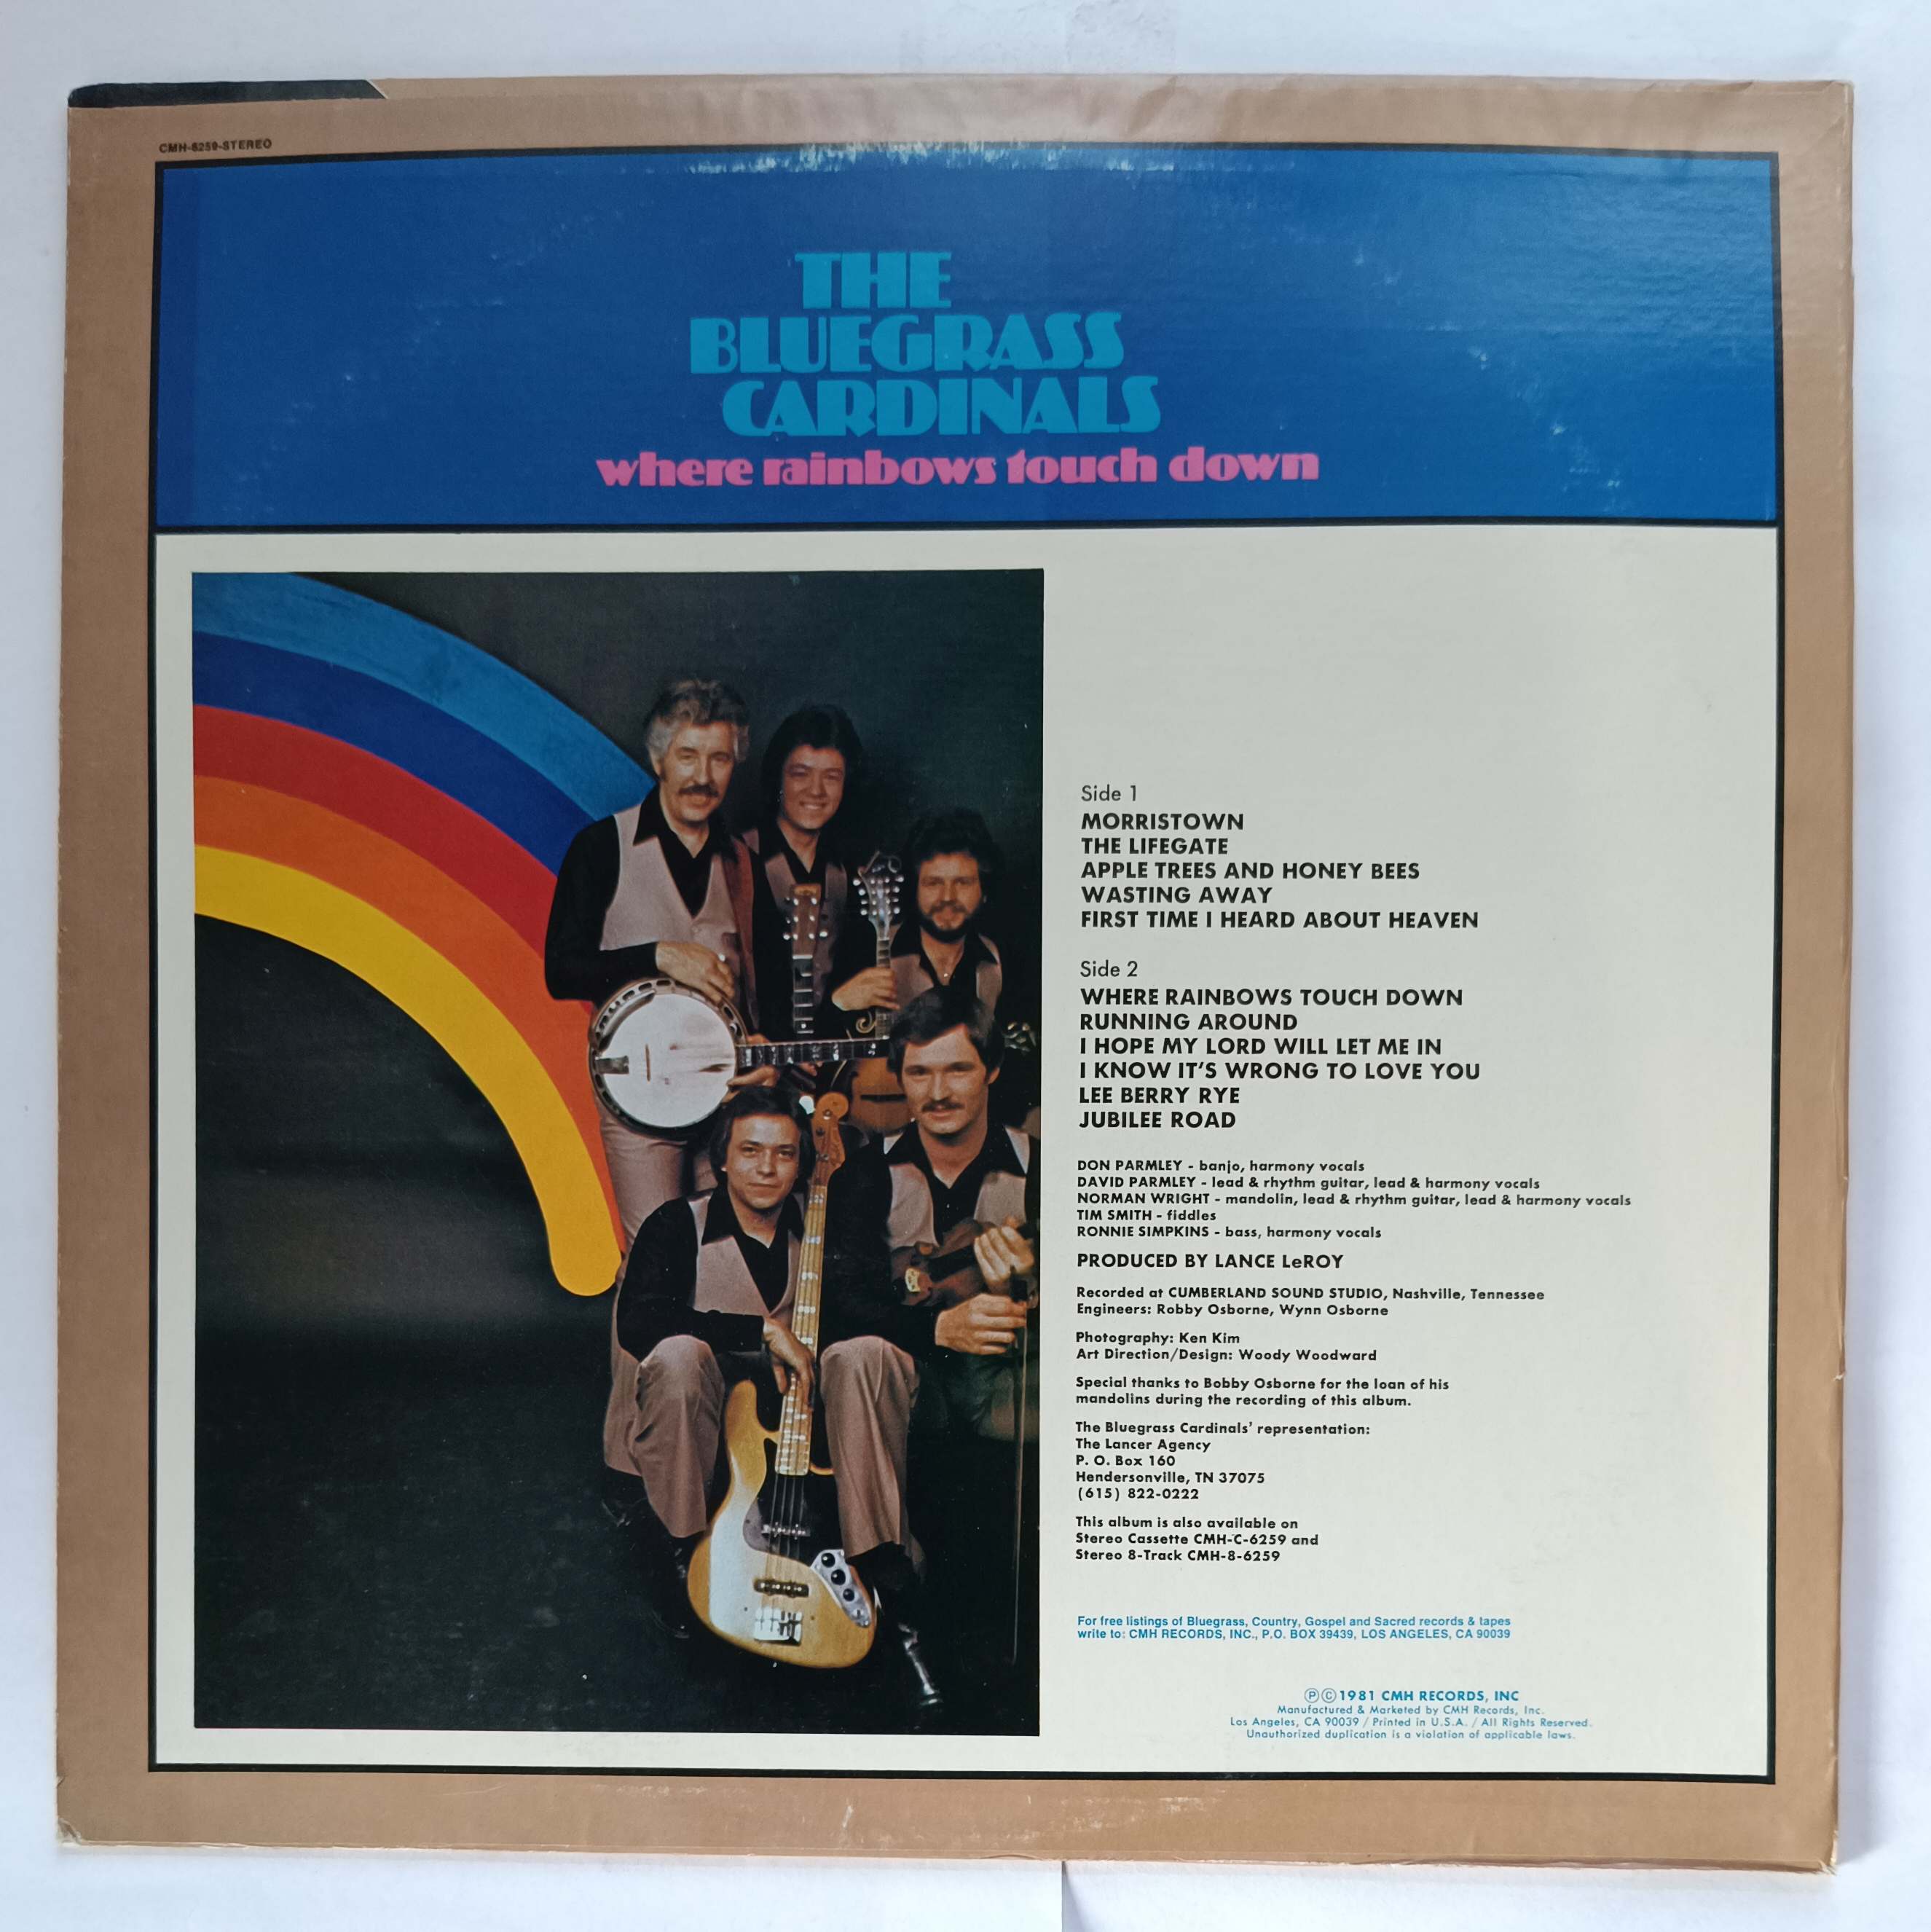 CMH-6259-STEREO
THE
BLUEGRASS
CARDINALS
where rainbows touch down
Side 1
MORRISTOWN
THE LIFEGATE
APPLE TREES AND HONEY BEES
WASTING AWAY
FIRST TIME I HEARD ABOUT HEAVEN
Side 2
WHERE RAINBOWS TOUCH DOWN
RUNNING AROUND
I HOPE MY LORD WILL LET ME IN
I KNOW IT'S WRONG TO LOVE YOU
LEE BERRY RYE
JUBILEE ROAD
DON PARMLEY - banjo, harmony vocals
DAVID PARMLEY - lead & rhythm guitar, lead & harmony vocals
NORMAN WRIGHT - mandolin, lead & rhythm guitar, lead & harmony vocals
TIM SMITH - fiddles
RONNIE SIMPKINS - bass, harmony vocals
PRODUCED BY LANCE LeROY
Recorded at CUMBERLAND SOUND STUDIO, Nashville, Tennessee
Engineers: Robby Osborne, Wynn Osborne
Photography: Ken Kim
Art Direction/Design: Woody Woodward
Special thanks to Bobby Osborne for the loan of his
mandolins during the recording of this album.
The Bluegrass Cardinals' representation:
The Lancer Agency
P. O. Box 160
Hendersonville, TN 37075
(615) 822-0222
This album is also available on
Stereo Cassette CMH-C-6259 and
Stereo 8-Track CMH-8-6259
For free listings of Bluegrass, Country, Gospel and Sacred records & tapes
write to: CMH RECORDS, INC., P.O. BOX 39439, LOS ANGELES, CA 90039
℗©1981 CMH RECORDS, INC
Manufactured & Marketed by CMH Records, Inc.
Los Angeles, CA 90039 / Printed in U.S.A. / All Rights Reserved.
Unauthorized duplication is a violation of applicable laws.